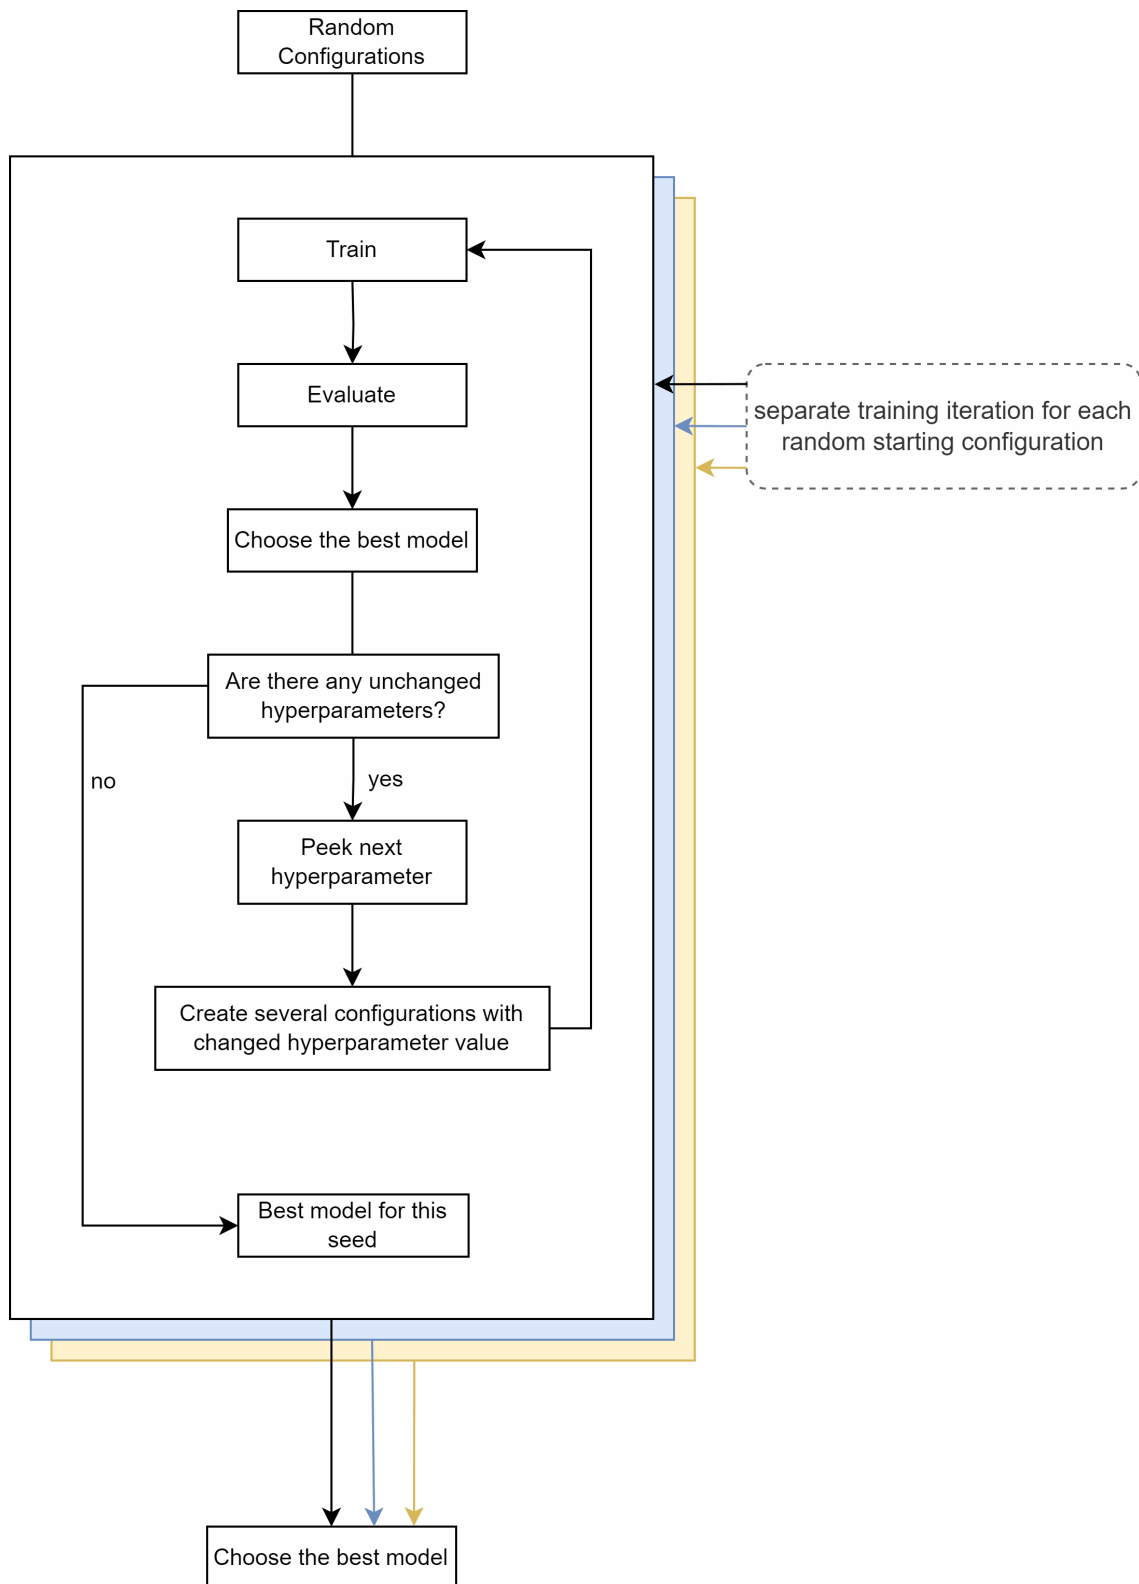 Random
Configurations
Train
Evaluate
separate training iteration for each
random starting configuration
Choose the best model
Are there any unchanged
hyperparameters?
no
yes
Peek next
hyperparameter
Create several configurations with
changed hyperparameter value
Best model for this
seed
Choose the best model